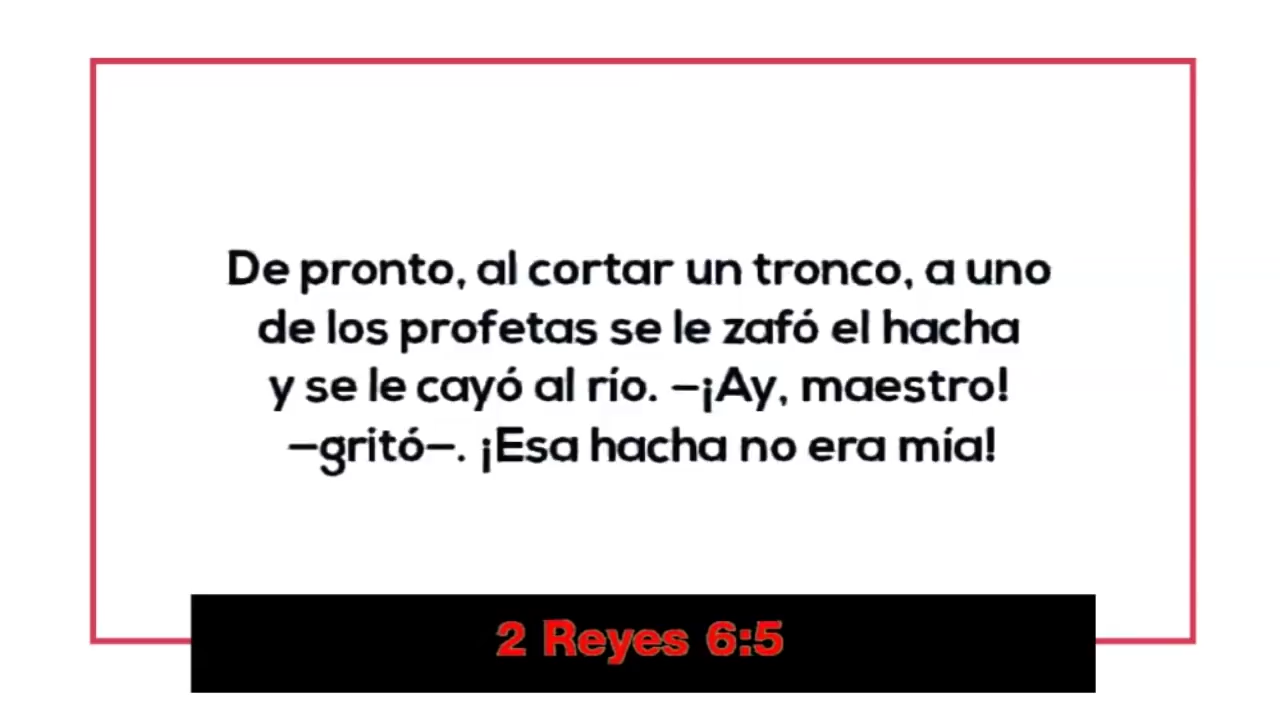 De pronto, al cortar un tronco, a uno
de los profetas se le zafó el hacha
y se le cayó al río. —¡Ay, maestro!
—gritó—. ¡Esa hacha no era mía!
2 Reyes 6:5